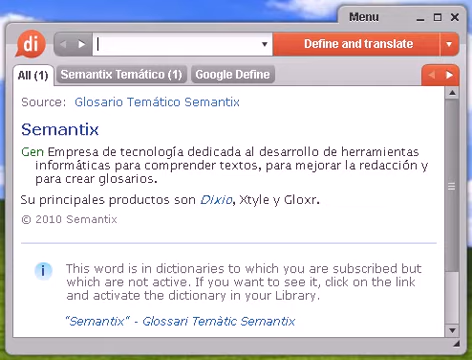 Menu
di
Define and translate
All (1)
Semantix Temático (1)
Google Define
Source: Glosario Temático Semantix
Semantix
Gen Empresa de tecnología dedicada al desarrollo de herramientas
informáticas para comprender textos, para mejorar la redacción y
para crear glosarios.
Su principales productos son Dixio, Xtyle y Gloxr.
© 2010 Semantix
This word is in dictionaries to which you are subscribed but
which are not active. If you want to see it, click on the link
and activate the dictionary in your Library.
"Semantix" - Glossari Temàtic Semantix